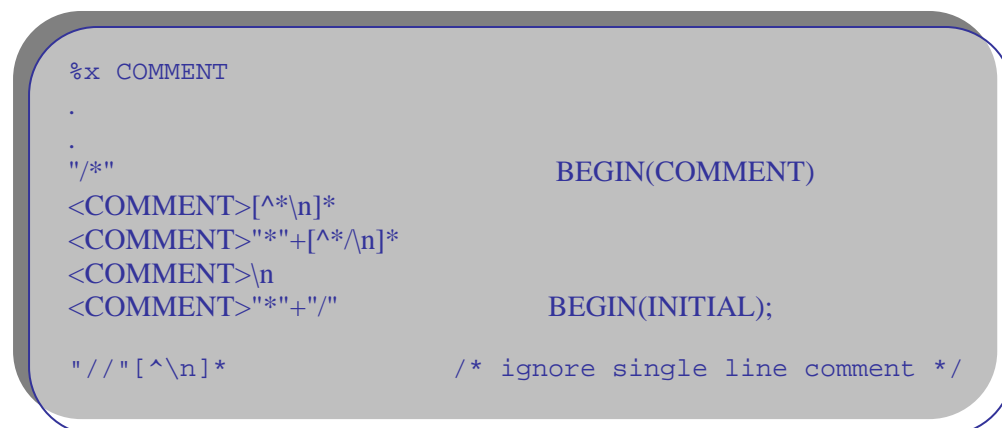 %x COMMENT
.
.
"/*" BEGIN(COMMENT)
<COMMENT>[^*\n]*
<COMMENT>"*"+[^*/\n]*
<COMMENT>\n
<COMMENT>"*"+"/" BEGIN(INITIAL);
"//"[^\n]* /* ignore single line comment */